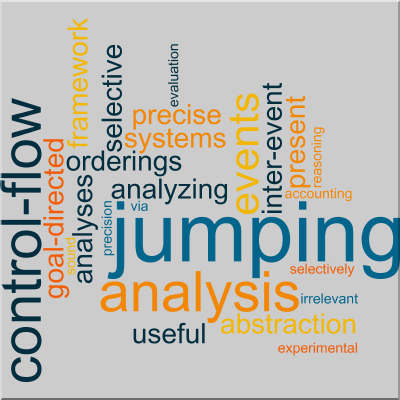 control-flow
goal-directed
framework
sound
analyses
selective
evaluation
precise
systems
orderings
analyzing
precision
via
events
inter-event
present
reasoning
accounting
jumping
selectively
analysis
irrelevant
useful
abstraction
experimental